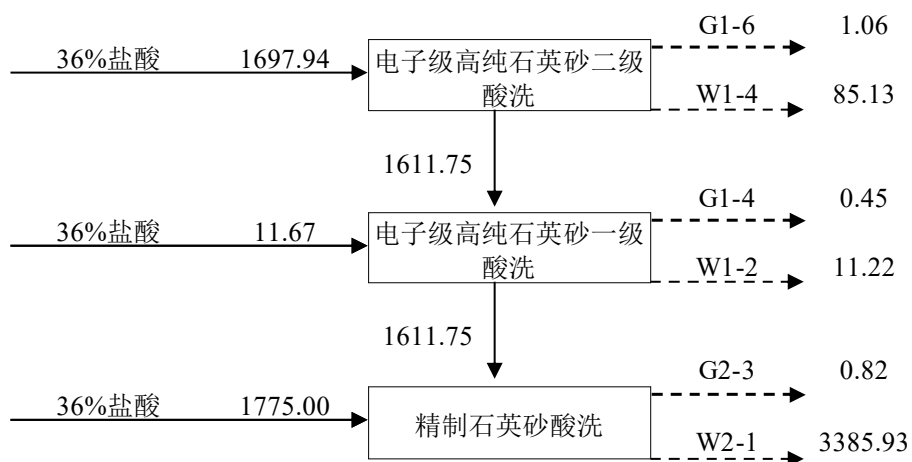 G1-6 1.06
36%盐酸 1697.94
电子级高纯石英砂二级
酸洗
W1-4 85.13
1611.75
G1-4 0.45
36%盐酸 11.67
电子级高纯石英砂一级
酸洗
W1-2 11.22
1611.75
G2-3 0.82
36%盐酸 1775.00
精制石英砂酸洗
W2-1 3385.93